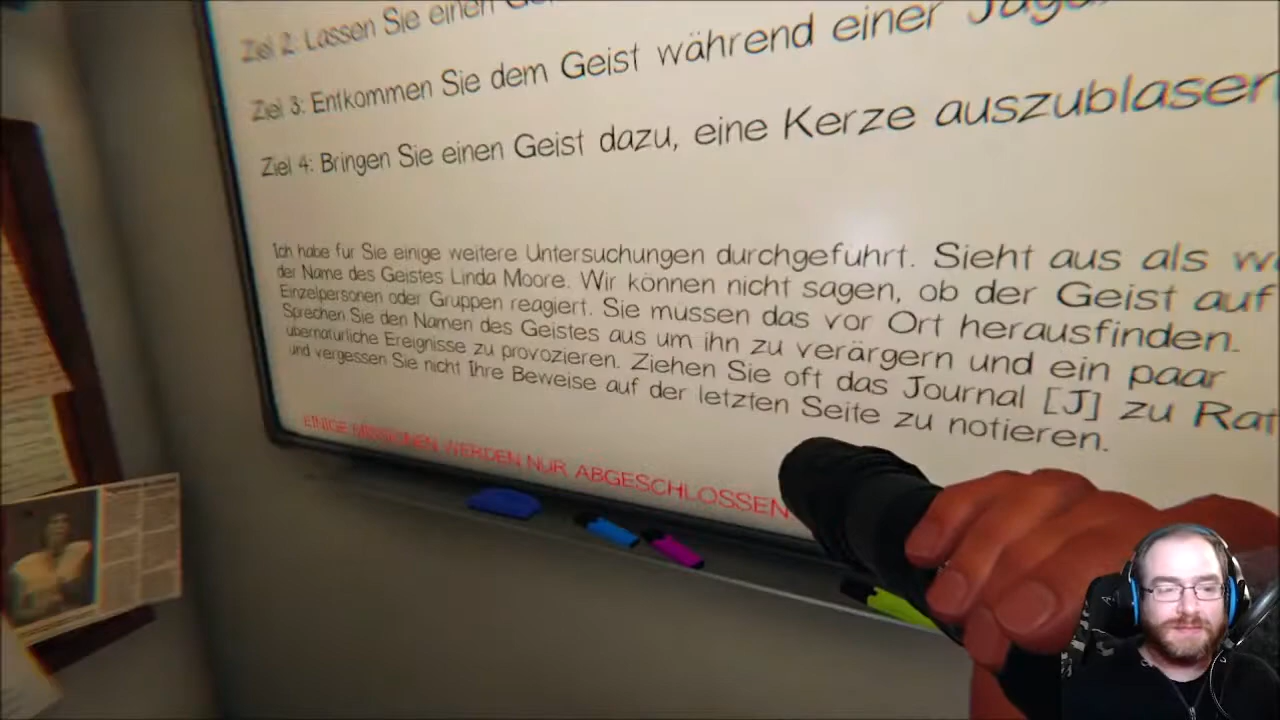 Ziel 2: Lassen Sie einen
Ziel 3: Entkommen Sie dem Geist während einer
Ziel 4: Bringen Sie einen Geist dazu, eine Kerze auszublasen
Ich habe fur Sie einige weitere Untersuchungen durchgefuhrt. Sieht aus als
der Name des Geistes Linda Moore. Wir können nicht sagen, ob der Geist auf
Einzelpersonen oder Gruppen reagiert. Sie mussen das vor Ort herausfinden.
Sprechen Sie den Namen des Geistes aus um ihn zu verärgern und ein paar
ubernaturliche Ereignisse zu provozieren. Ziehen Sie oft das Journal [J] zu Rat
und vergessen Sie nicht Ihre Beweise auf der letzten Seite zu notieren.
EINIGE MISSIONEN WERDEN NUR ABGESCHLOSSEN